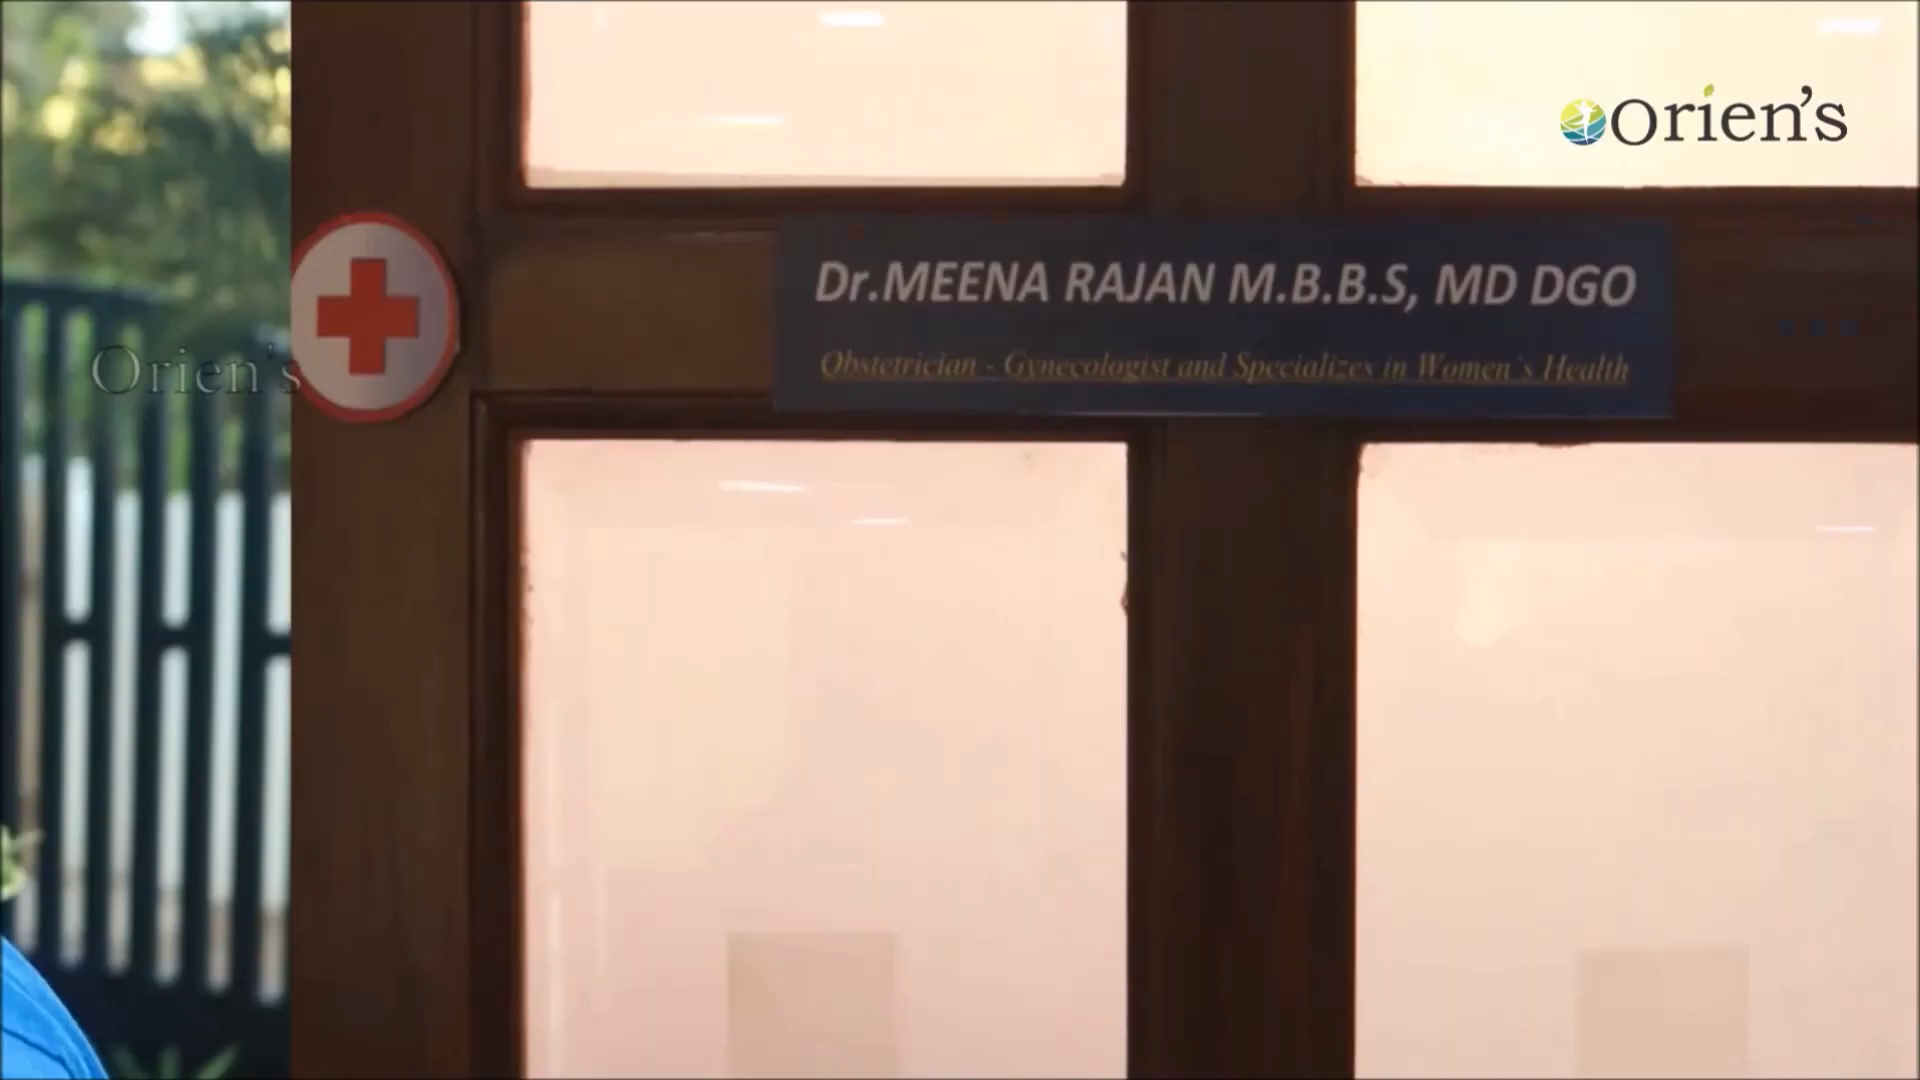 Orien's
Dr.MEENA RAJAN M.B.B.S, MD DGO
Obstetrician - Gynecologist and Specializes in Women's Health
Orien's